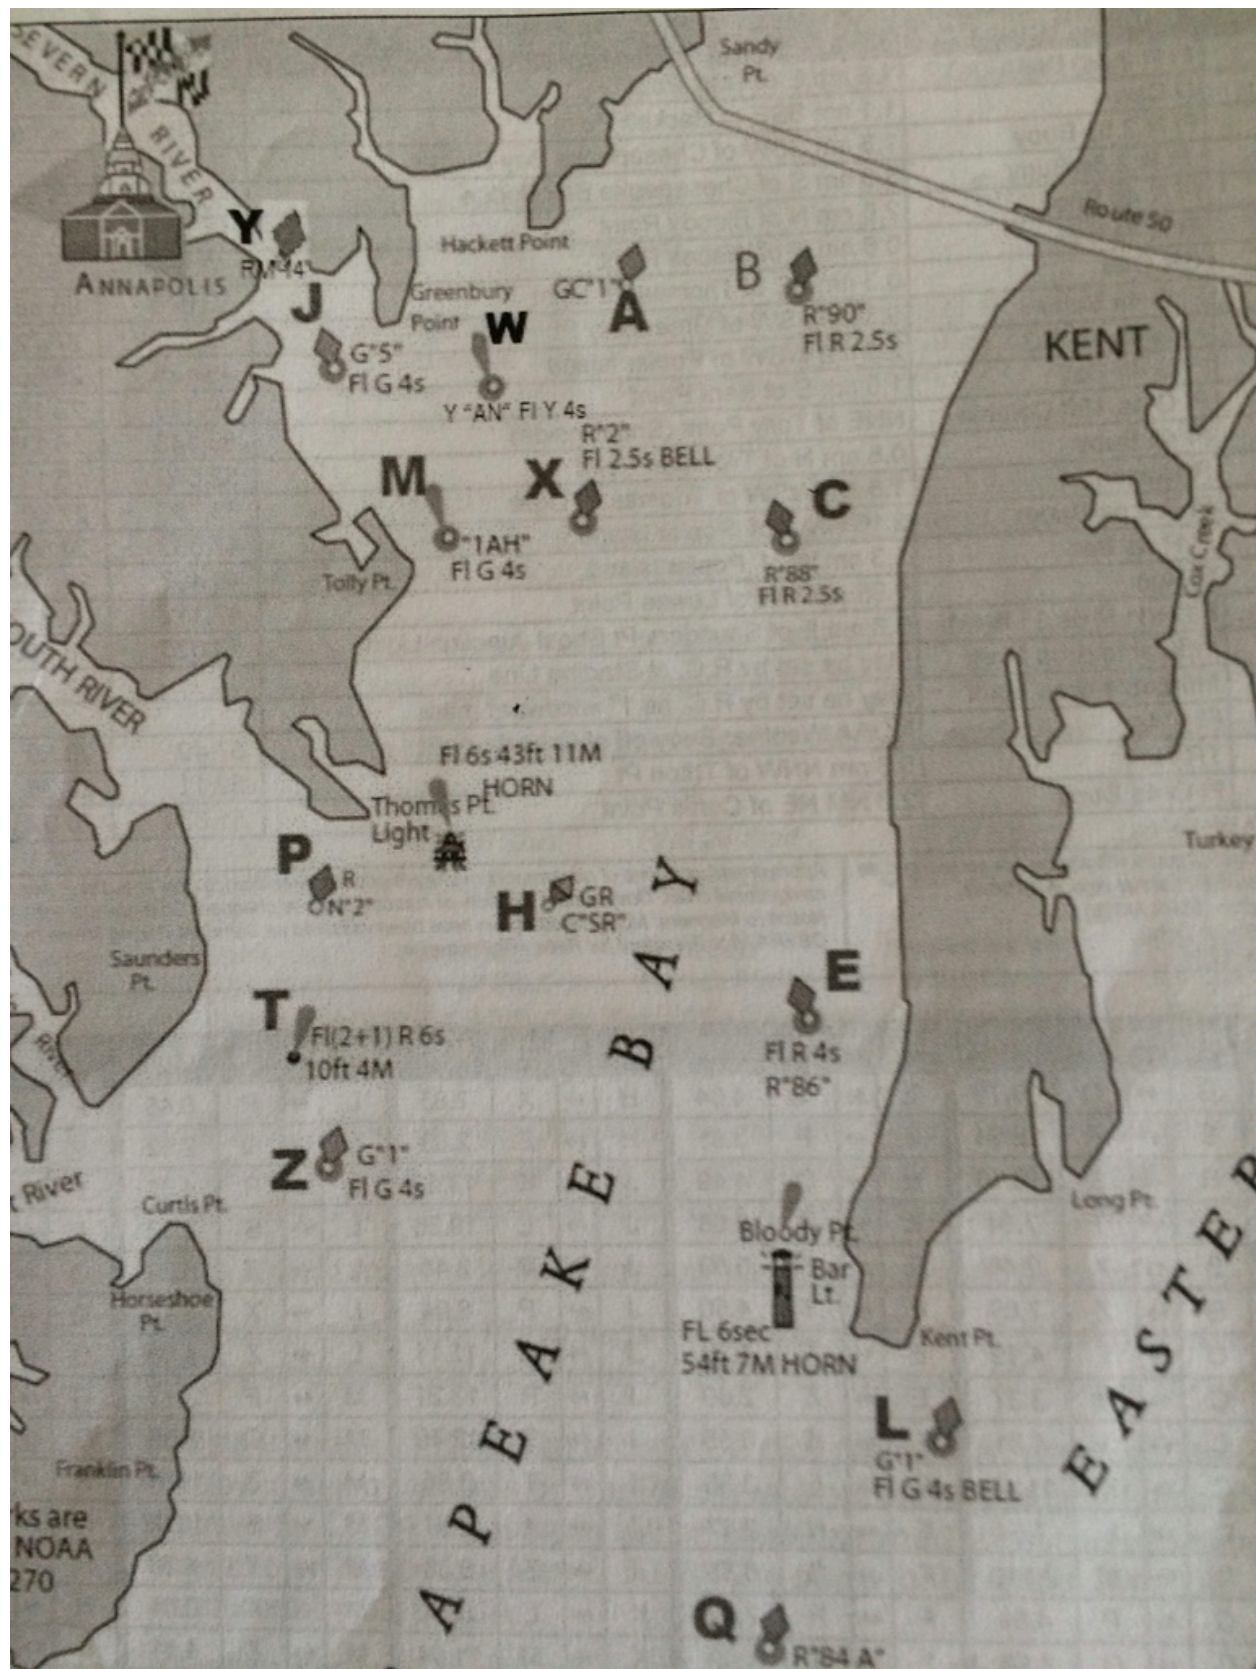 SEVERN
RIVER
Sandy
Pt.
Route 50
Y
RM "14"
ANNAPOLIS
Hackett Point
J
Greenbury
Point
W
GC"1"
A
B
R"90"
Fl R 2.5s
KENT
G"5"
Fl G 4s
Y "AN" Fl Y 4s
R"2"
Fl 2.5s BELL
M
X
C
"1AH"
Fl G 4s
R"88"
Fl R 2.5s
Cox Creek
Tolly Pt.
OUTH RIVER
Fl 6s 43ft 11M
HORN
Thomas Pt.
Light
Turkey
P
R
N"2"
H
GR
C"SR"
Saunders
Pt.
E
T
Fl(2+1) R 6s
10ft 4M
Fl R 4s
R"86"
River
Z
G"1"
Fl G 4s
t River
Curtis Pt.
Long Pt.
Bloody Pt.
Bar
Lt.
Horseshoe
Pt.
FL 6sec
54ft 7M HORN
Kent Pt.
L
G"1"
Fl G 4s BELL
Franklin Pt.
rks are
NOAA
270
APEAKE BAY
EASTER
Q
R"84 A"